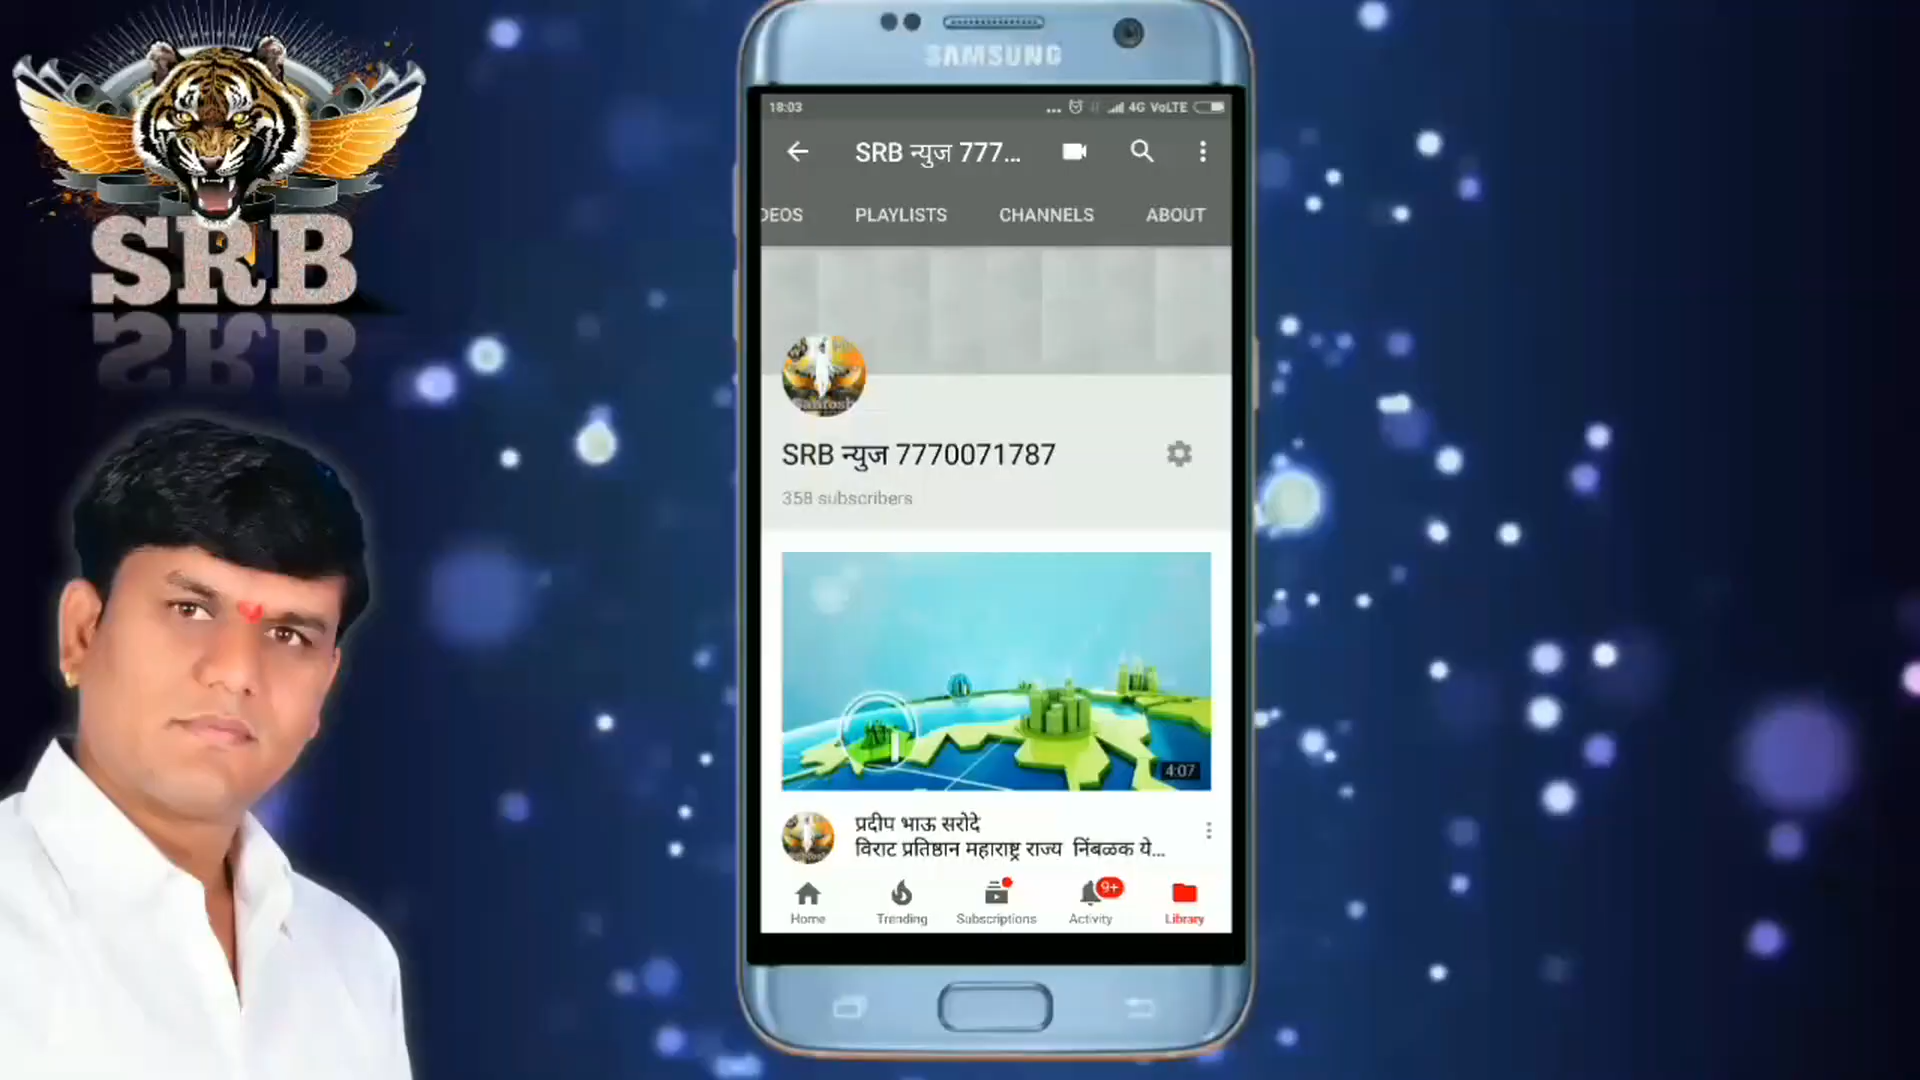 SRB
SAMSUNG
18:03
4G VoLTE
SRB न्युज 777...
DEOS PLAYLISTS CHANNELS ABOUT
Santosh
SRB न्युज 7770071787
358 subscribers
4:07
प्रदीप भाऊ सरोदे
विराट प्रतिष्ठान महाराष्ट्र राज्य निंबळक ये...
9+
Home Trending Subscriptions Activity Library